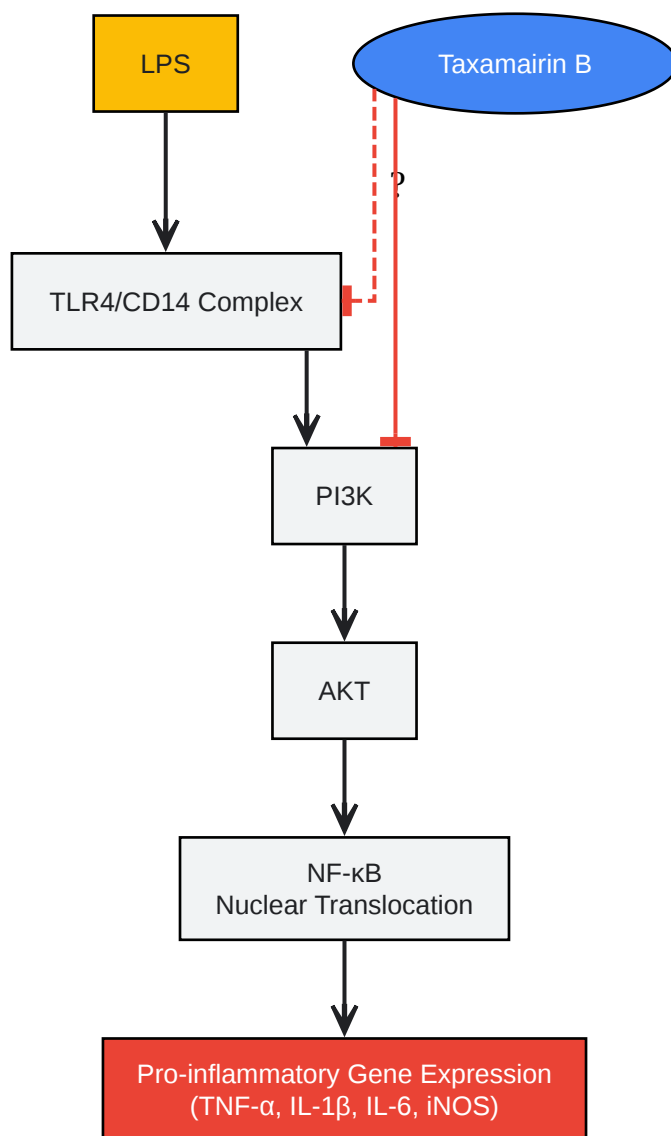 LPS
Taxamairin B
?
TLR4/CD14 Complex
PI3K
AKT
NF-κB
Nuclear Translocation
Pro-inflammatory Gene Expression
(TNF-α, IL-1β, IL-6, iNOS)